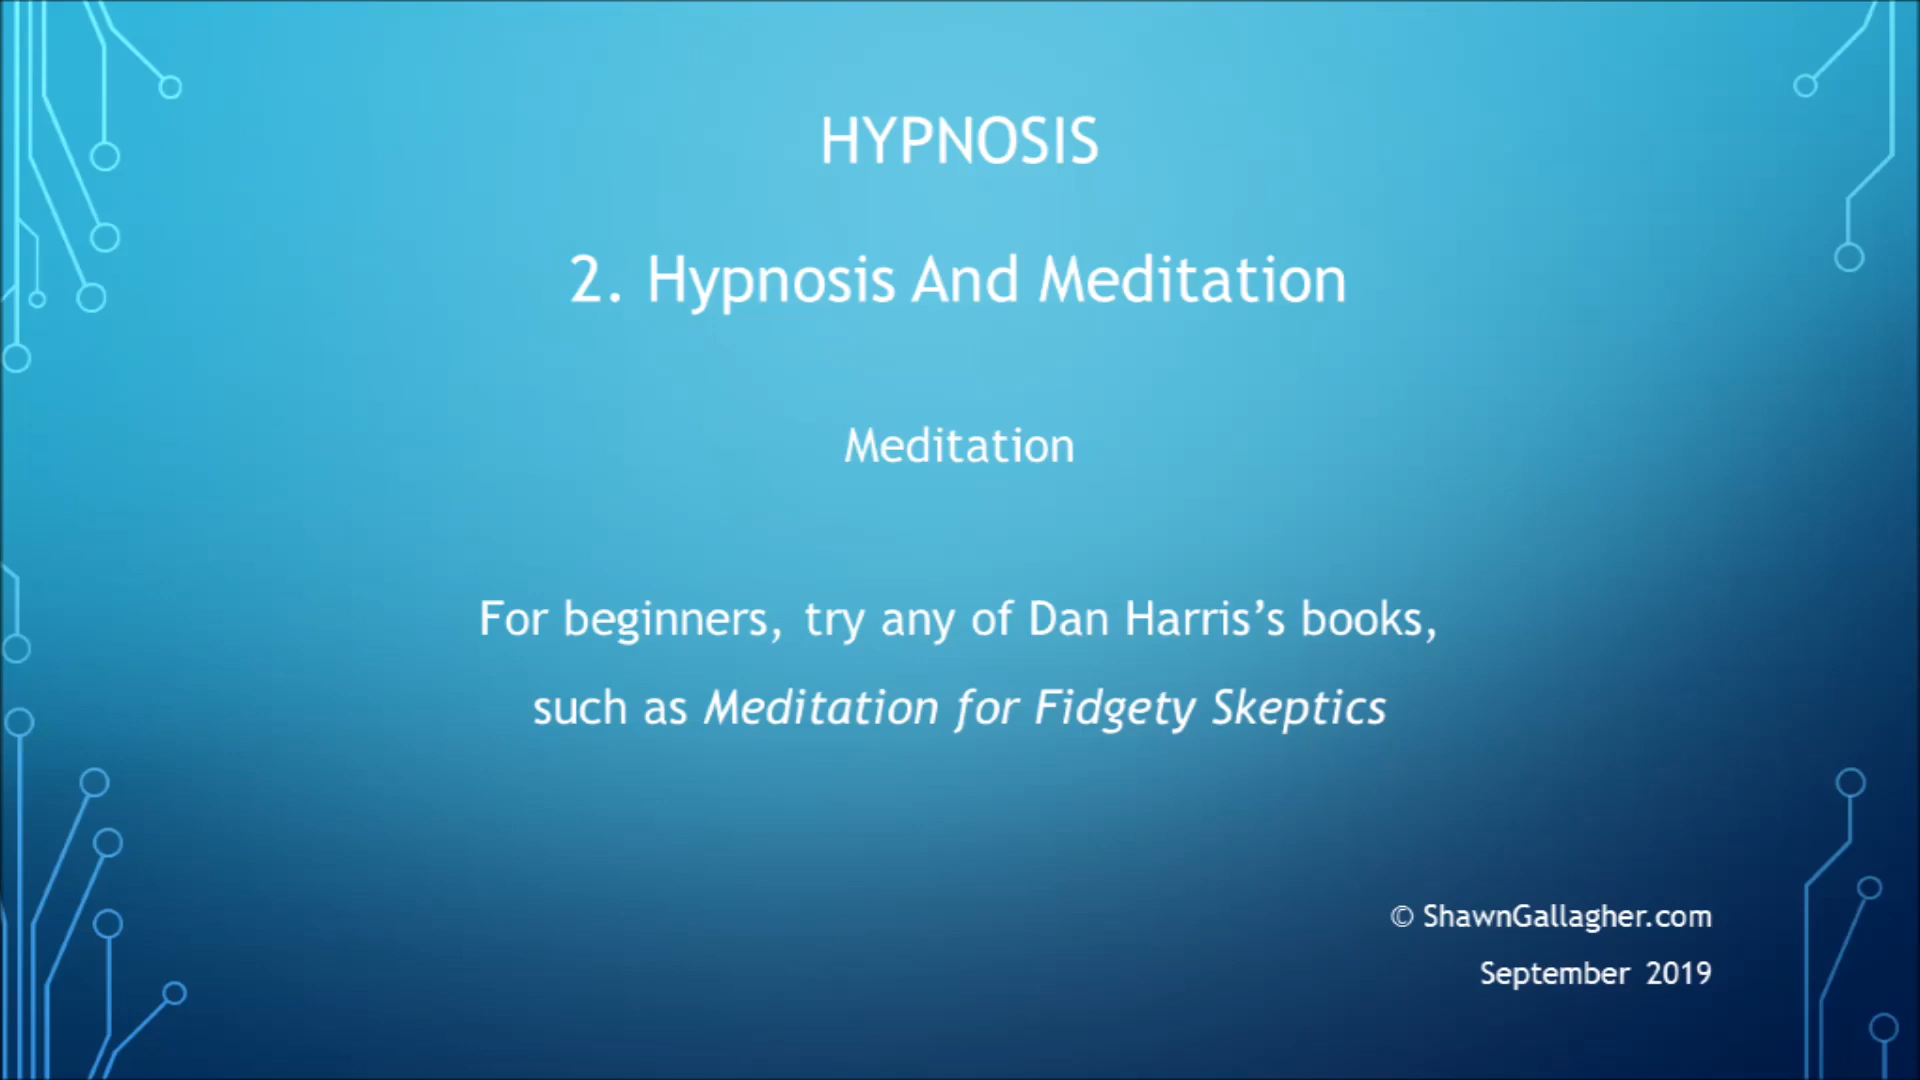 HYPNOSIS
2. Hypnosis And Meditation
Meditation
For beginners, try any of Dan Harris’s books,
such as Meditation for Fidgety Skeptics
© ShawnGallagher.com
September 2019